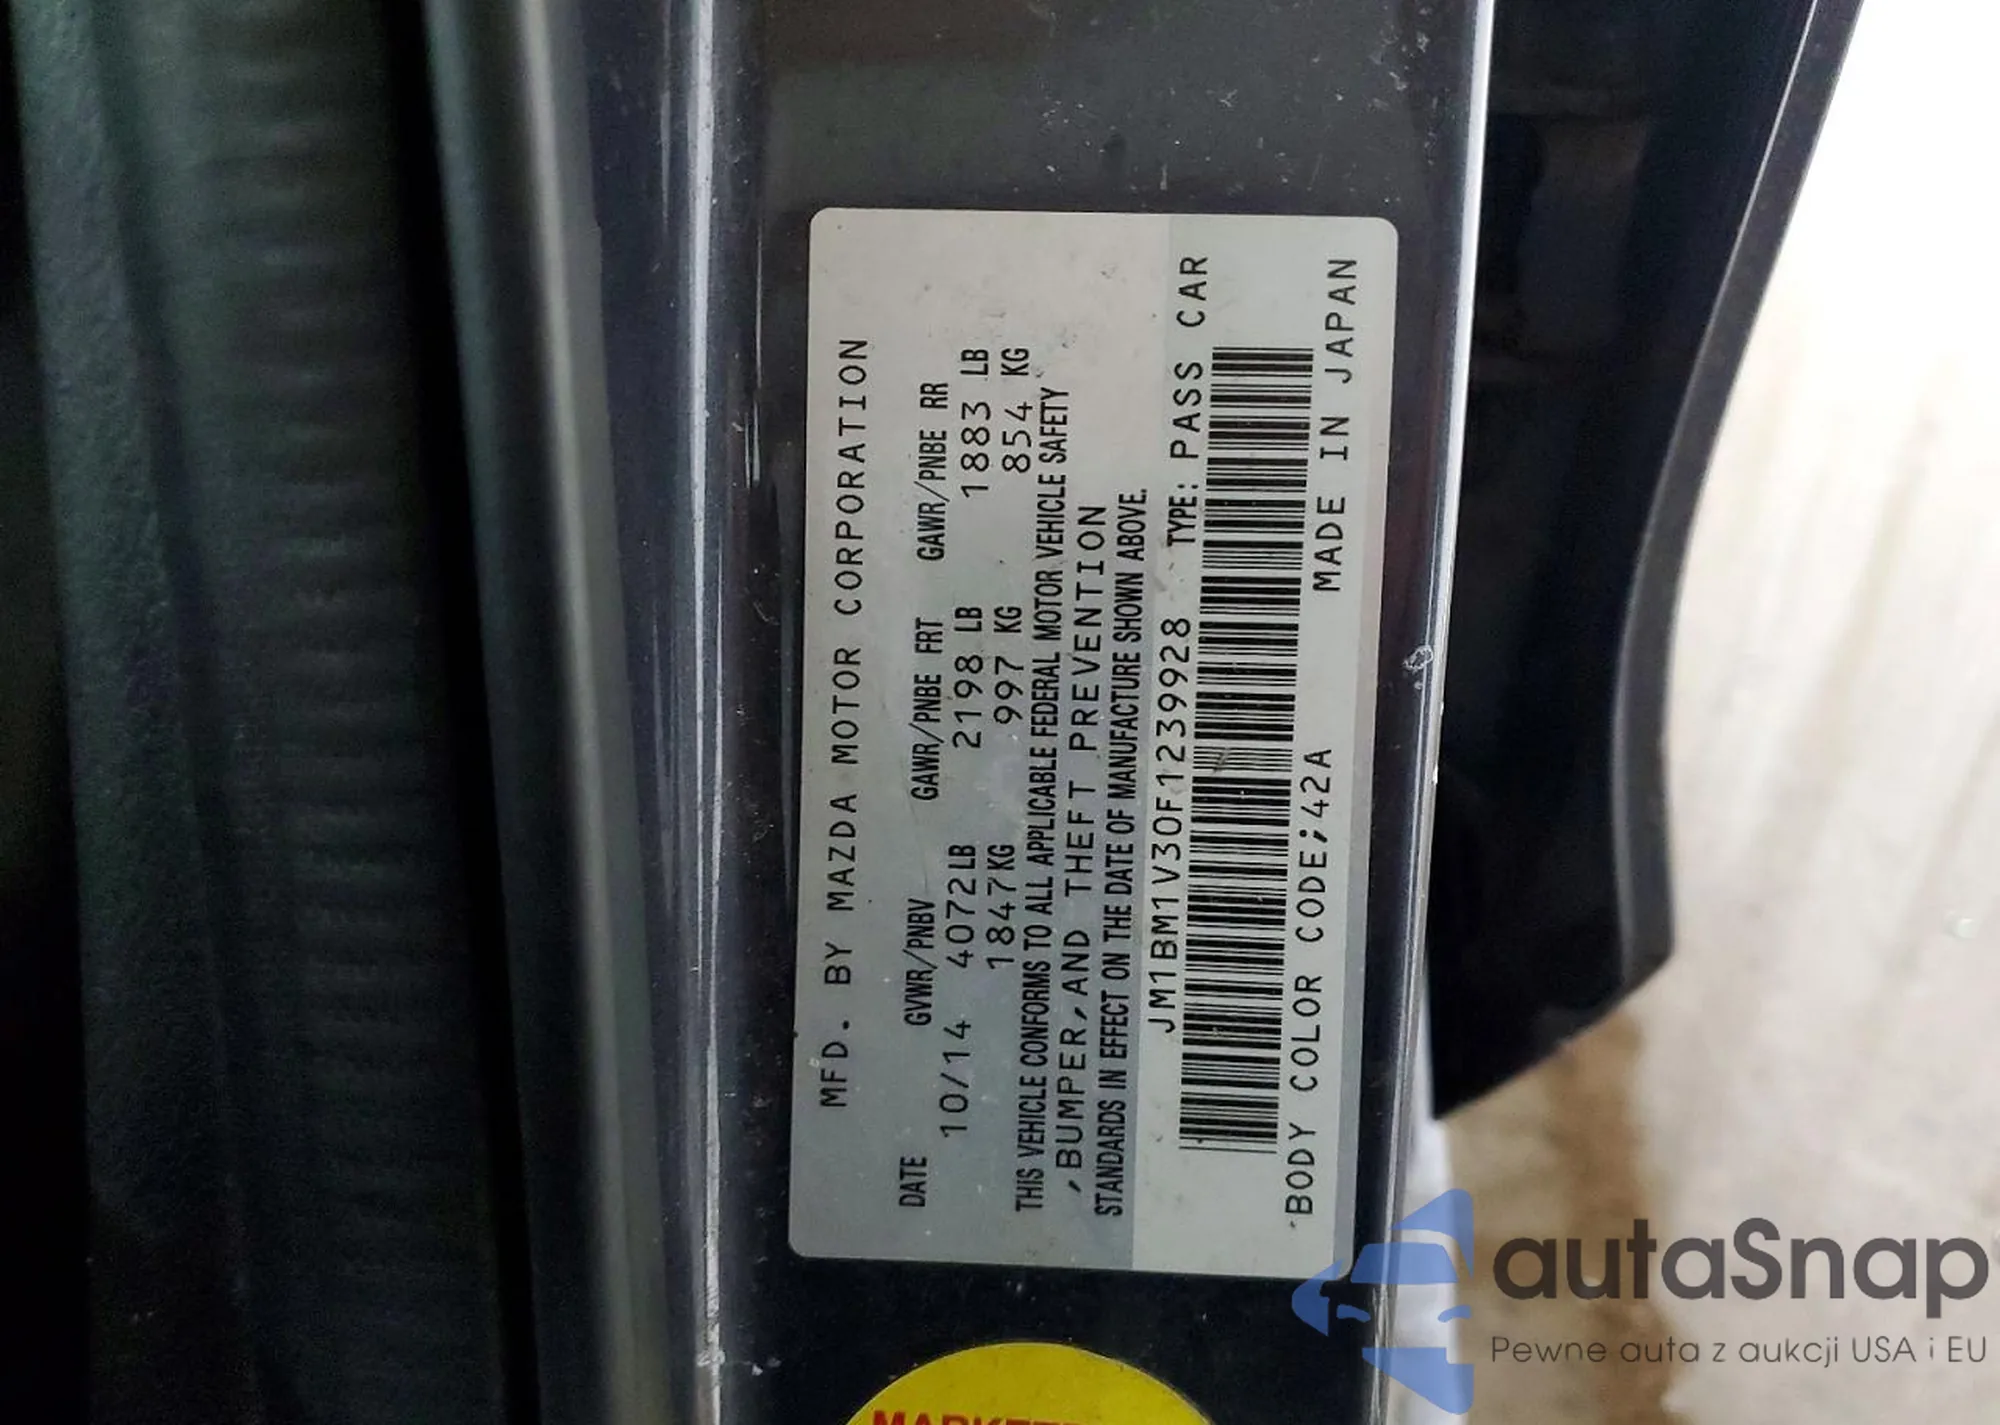 MFD. BY MAZDA MOTOR CORPORATION
DATE GVWR/PNBV GAWR/PNBE FRT GAWR/PNBE RR
10/14 4072LB 2198 LB 1883 LB
1847KG 997 KG 854 KG
THIS VEHICLE CONFORMS TO ALL APPLICABLE FEDERAL MOTOR VEHICLE SAFETY
,BUMPER,AND THEFT PREVENTION
STANDARDS IN EFFECT ON THE DATE OF MANUFACTURE SHOWN ABOVE.
JM1BM1V30F1239928 TYPE: PASS CAR
BODY COLOR CODE;42A MADE IN JAPAN
autaSnap
Pewne auta z aukcji USA i EU